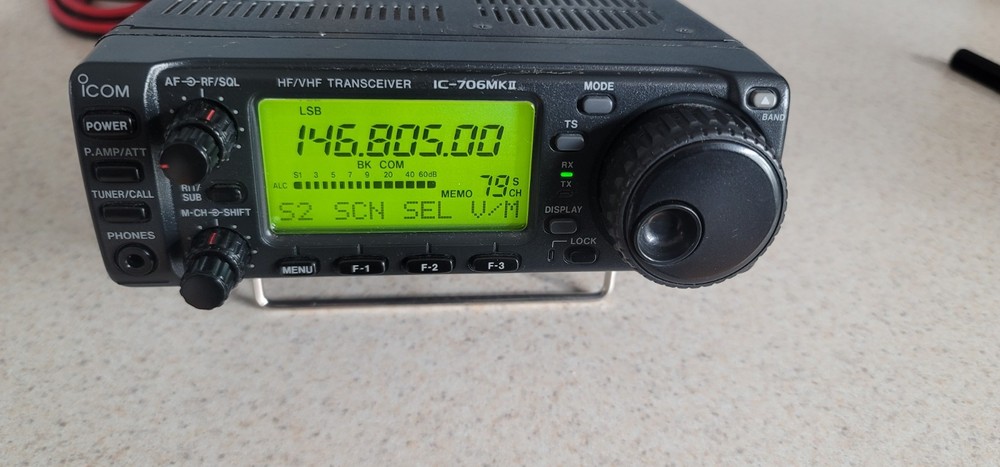 ICOM
AF RF/SQL
HF/VHF TRANSCEIVER IC-706MKII
MODE
BAND
POWER
LSB
146.805.00
TS
P.AMP/ATT
BK COM
RX
ALC S1 3 5 7 9 20 40 60dB
TX
TUNER/CALL
RIT/
SUB
MEMO 79 S
CH
S2 SCN SEL V/M
DISPLAY
M-CH SHIFT
PHONES
LOCK
MENU F-1 F-2 F-3